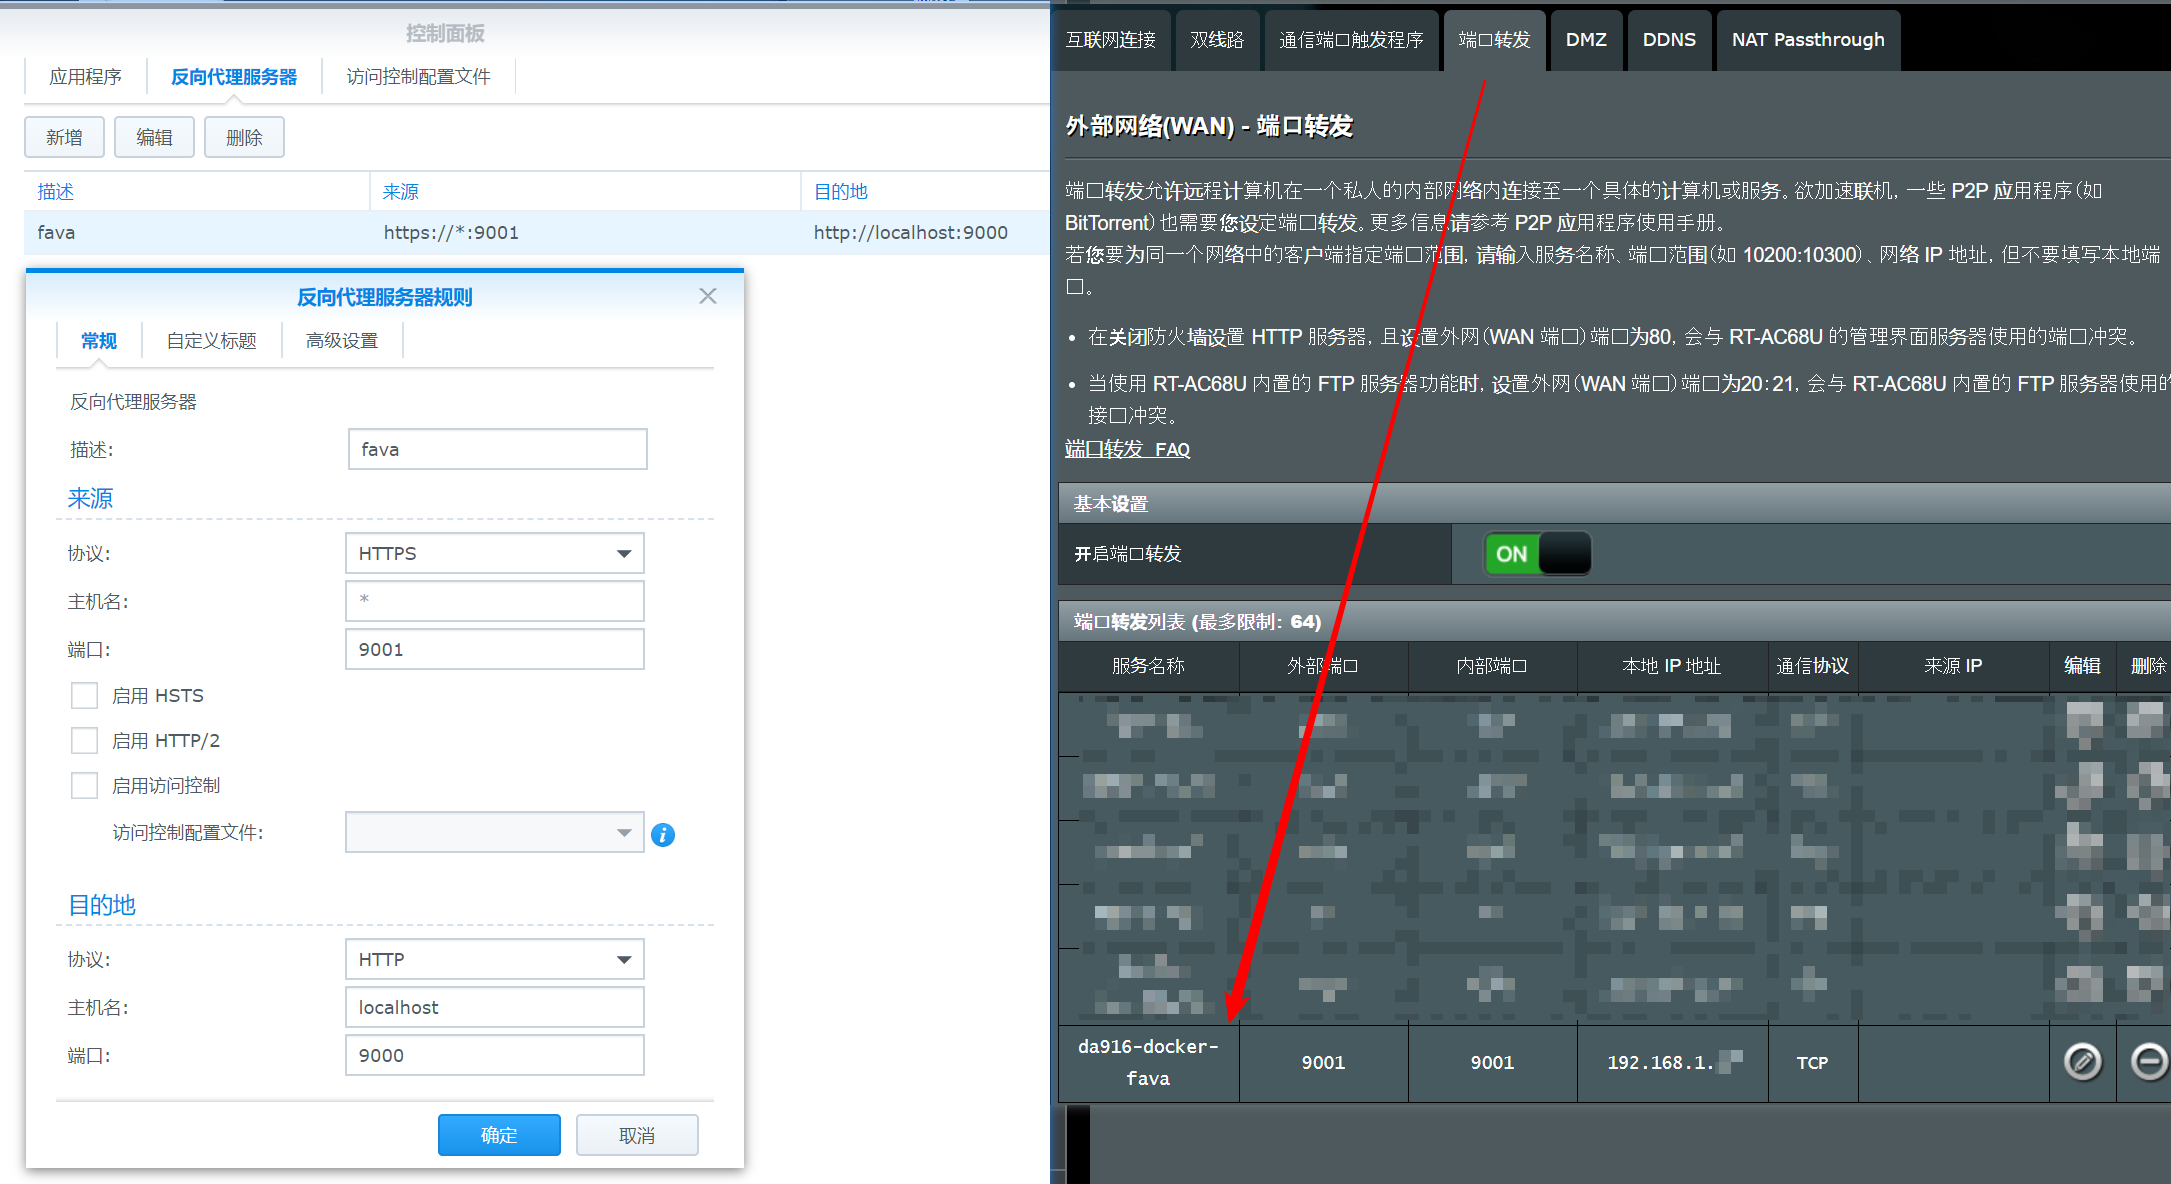 控制面板
应用程序 反向代理服务器 访问控制配置文件
新增 编辑 删除
描述 来源 目的地
fava https://*:9001 http://localhost:9000
反向代理服务器规则
常规 自定义标题 高级设置
反向代理服务器
描述: fava
来源
协议: HTTPS
主机名: *
端口: 9001
启用 HSTS
启用 HTTP/2
启用访问控制
访问控制配置文件:
目的地
协议: HTTP
主机名: localhost
端口: 9000
确定 取消
互联网连接 双线路 通信端口触发程序 端口转发 DMZ DDNS NAT Passthrough
外部网络(WAN) - 端口转发
端口转发允许远程计算机在一个私人的内部网络内连接至一个具体的计算机或服务。欲加速联机, 一些 P2P 应用程序(如
BitTorrent)也需要您设定端口转发。更多信息请参考 P2P 应用程序使用手册。
若您要为同一个网络中的客户端指定端口范围, 请输入服务名称、端口范围(如 10200:10300)、网络 IP 地址, 但不要填写本地端
口。
• 在关闭防火墙设置 HTTP 服务器, 且设置外网(WAN 端口)端口为80, 会与 RT-AC68U 的管理界面服务器使用的端口冲突。
• 当使用 RT-AC68U 内置的 FTP 服务器功能时, 设置外网(WAN 端口)端口为20:21, 会与 RT-AC68U 内置的 FTP 服务器使用的
接口冲突。
端口转发 FAQ
基本设置
开启端口转发 ON
端口转发列表 (最多限制: 64)
服务名称 外部端口 内部端口 本地 IP 地址 通信协议 来源 IP 编辑 删除
da916-docker-
fava 9001 9001 192.168.1. TCP